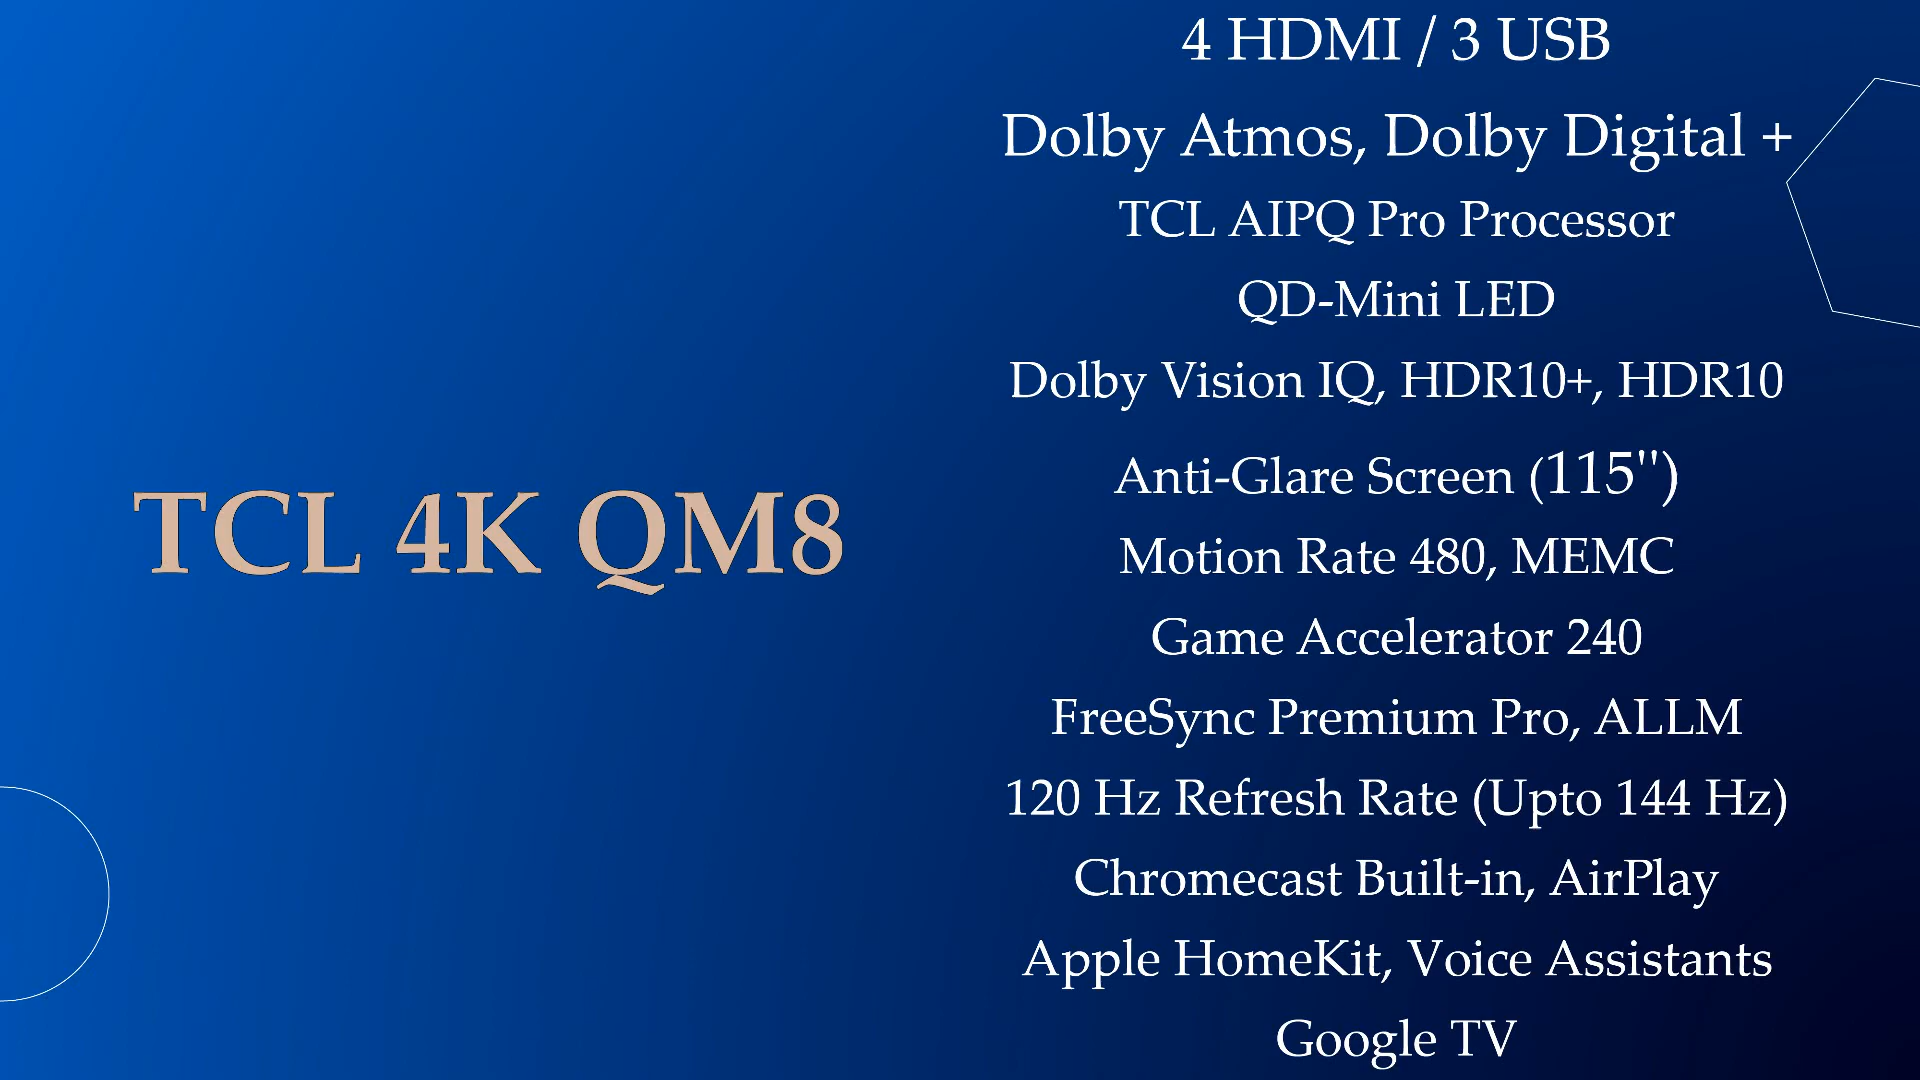 TCL 4K QM8
4 HDMI / 3 USB
Dolby Atmos, Dolby Digital +
TCL AIPQ Pro Processor
QD-Mini LED
Dolby Vision IQ, HDR10+, HDR10
Anti-Glare Screen (115")
Motion Rate 480, MEMC
Game Accelerator 240
FreeSync Premium Pro, ALLM
120 Hz Refresh Rate (Upto 144 Hz)
Chromecast Built-in, AirPlay
Apple HomeKit, Voice Assistants
Google TV